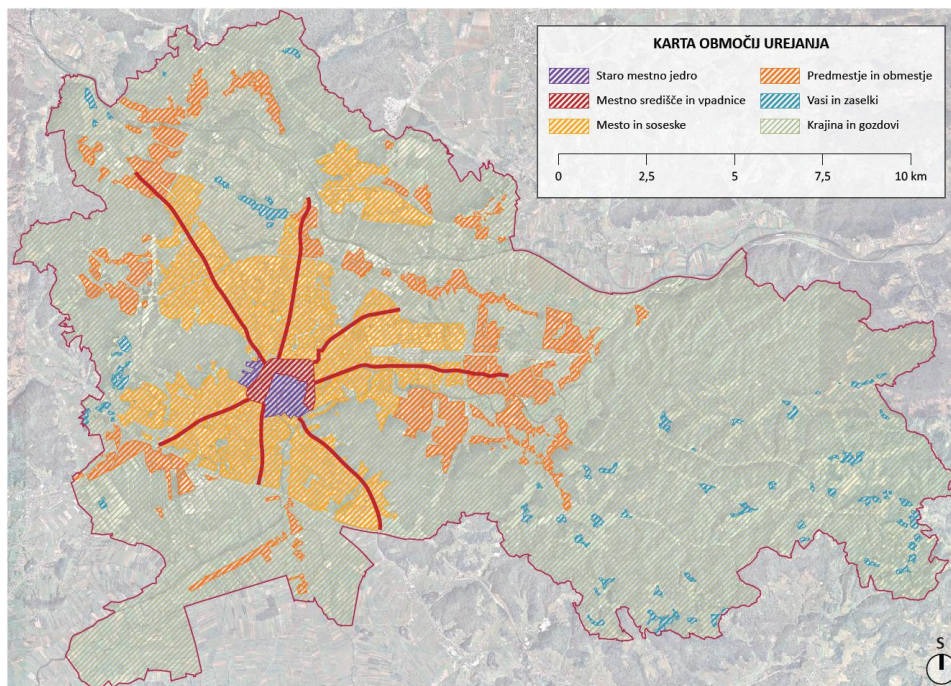 KARTA OBMOČIJ UREJANJA
Staro mestno jedro
Mestno središče in vpadnice
Mesto in soseske
Predmestje in obmestje
Vasi in zaselki
Krajina in gozdovi
0 2,5 5 7,5 10 km
S